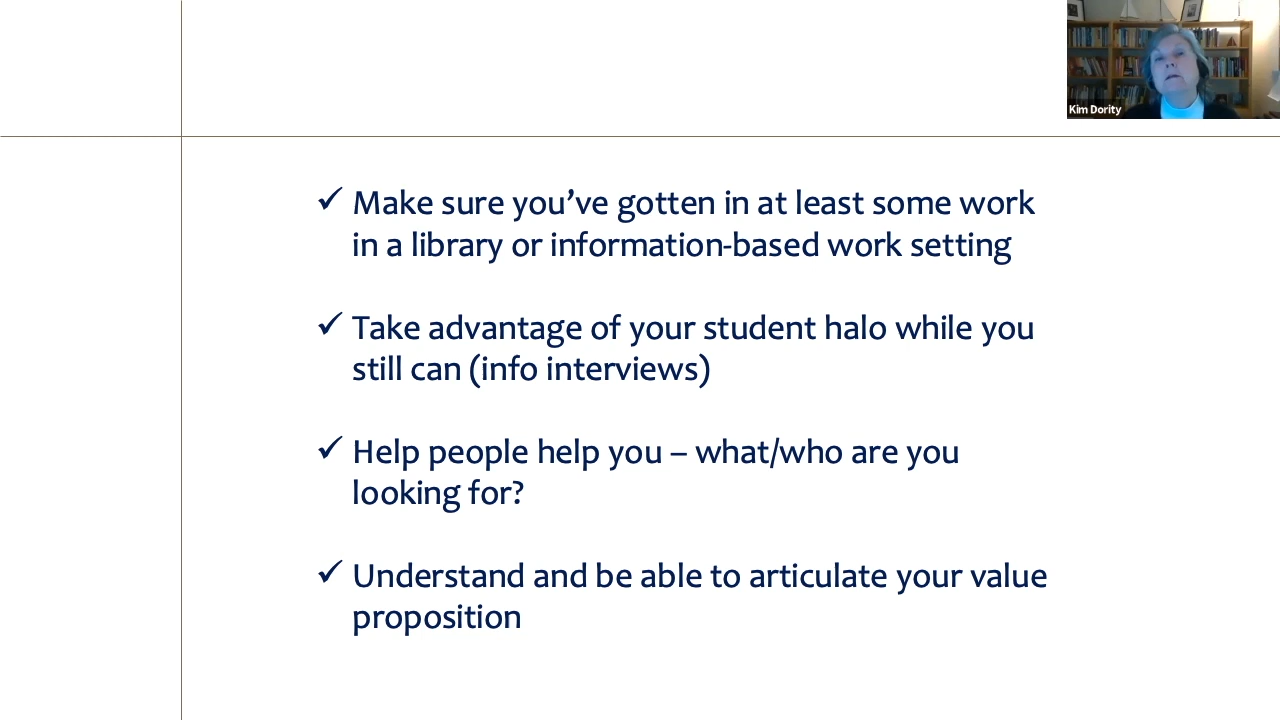 Kim Dority
✓ Make sure you’ve gotten in at least some work
in a library or information-based work setting
✓ Take advantage of your student halo while you
still can (info interviews)
✓ Help people help you – what/who are you
looking for?
✓ Understand and be able to articulate your value
proposition